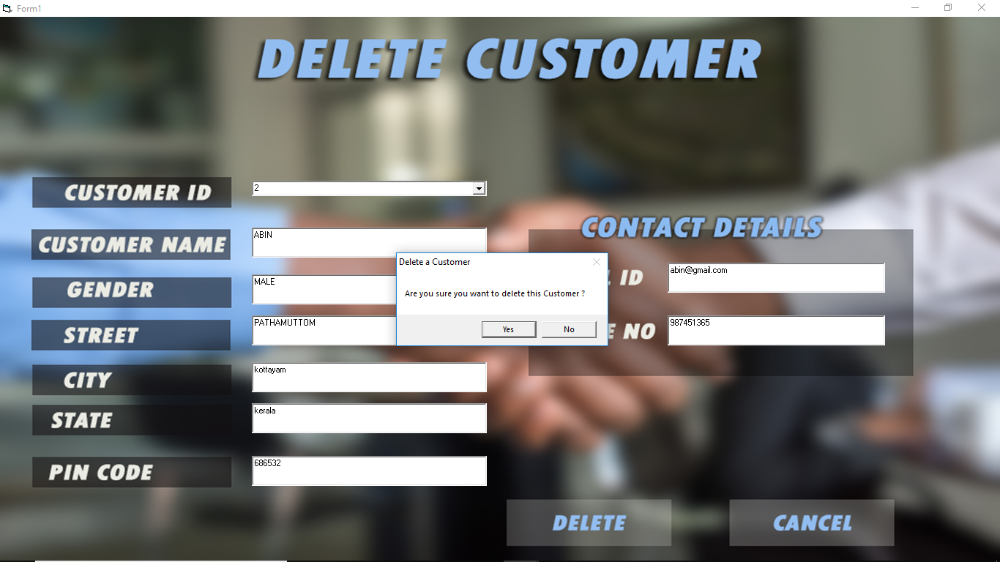 Form1
DELETE CUSTOMER
CUSTOMER ID
2
CUSTOMER NAME
ABIN
GENDER
MALE
STREET
PATHAMUTTOM
CITY
kottayam
STATE
kerala
PIN CODE
686532
CONTACT DETAILS
ID
abin@gmail.com
NO
987451365
Delete a Customer
Are you sure you want to delete this Customer ?
Yes
No
DELETE
CANCEL